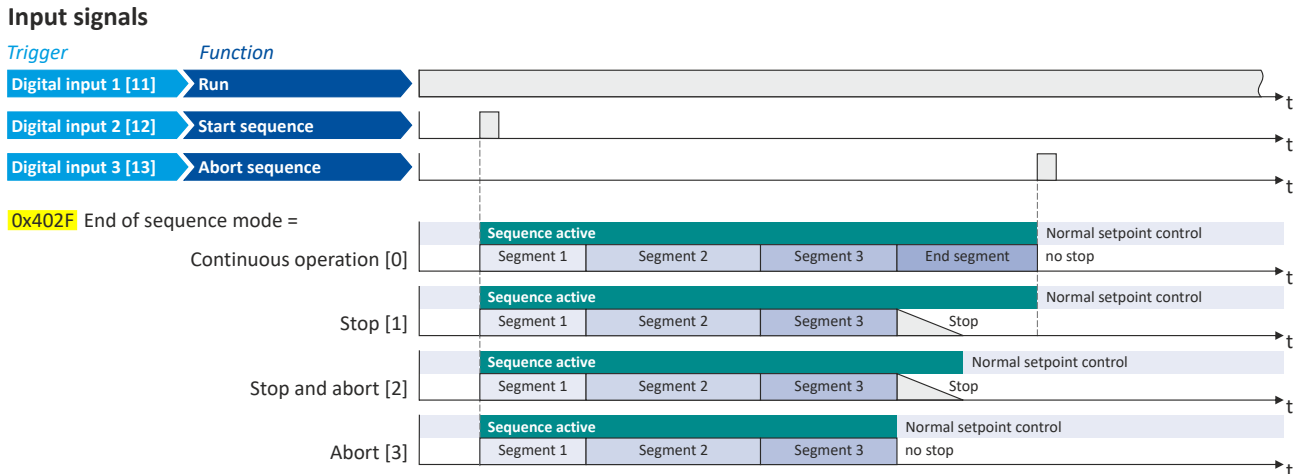 Input signals
Trigger Function
Digital input 1 [11] Run
t
Digital input 2 [12] Start sequence
t
Digital input 3 [13] Abort sequence
t
0x402F End of sequence mode =
Sequence active Normal setpoint control
Continuous operation [0] Segment 1 Segment 2 Segment 3 End segment no stop
t
Sequence active Normal setpoint control
Stop [1] Segment 1 Segment 2 Segment 3 Stop
t
Sequence active Normal setpoint control
Stop and abort [2] Segment 1 Segment 2 Segment 3 Stop
t
Sequence active Normal setpoint control
Abort [3] Segment 1 Segment 2 Segment 3 no stop
t